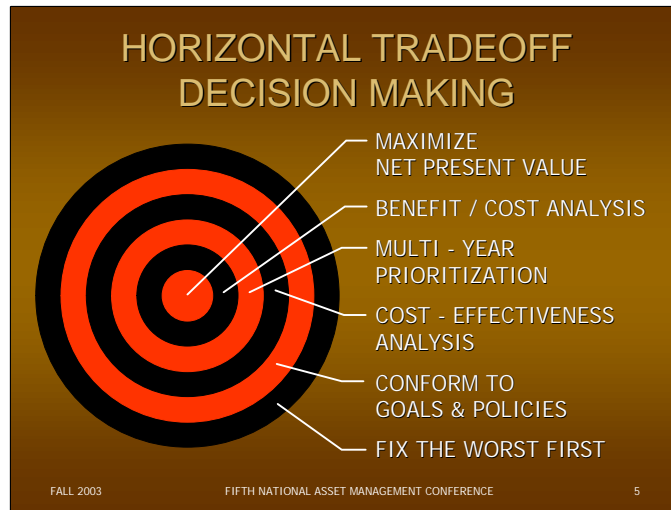 HORIZONTAL TRADEOFF
DECISION MAKING
MAXIMIZE
NET PRESENT VALUE
BENEFIT / COST ANALYSIS
MULTI - YEAR
PRIORITIZATION
COST - EFFECTIVENESS
ANALYSIS
CONFORM TO
GOALS & POLICIES
FIX THE WORST FIRST
FALL 2003 FIFTH NATIONAL ASSET MANAGEMENT CONFERENCE 5